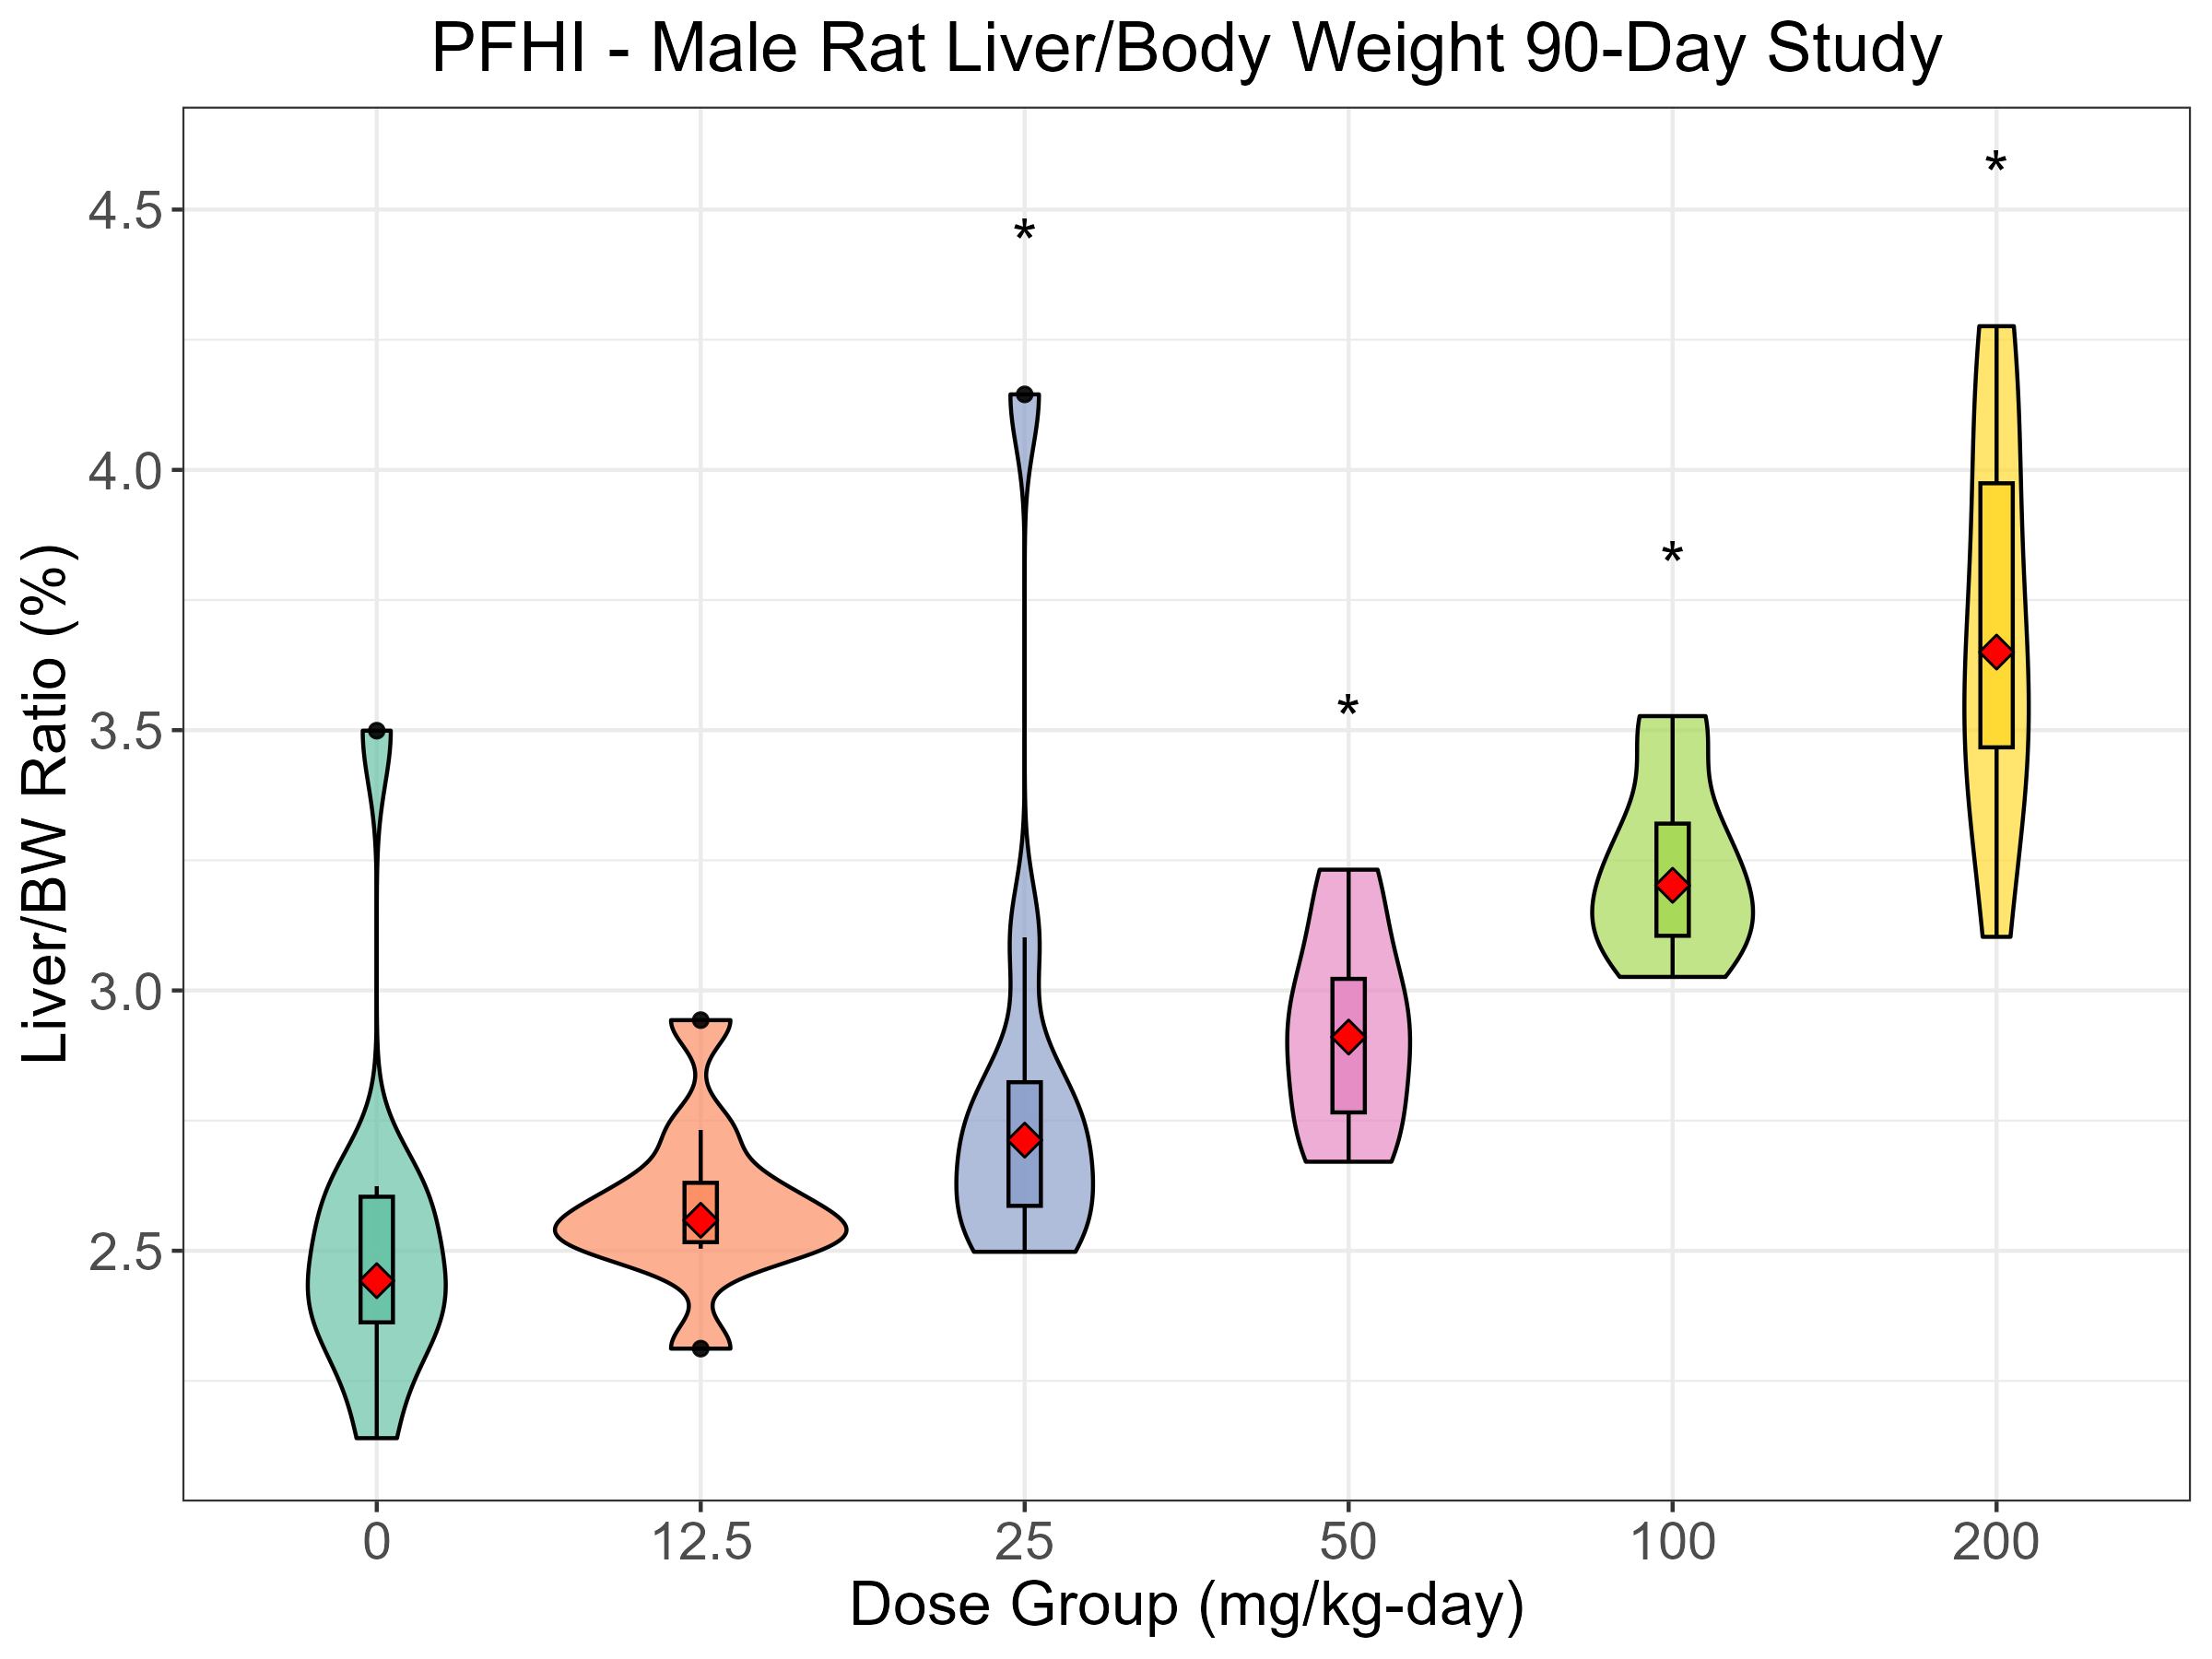 PFHI - Male Rat Liver/Body Weight 90-Day Study
Liver/BW Ratio (%)
4.5
4.0
3.5
3.0
2.5
*
*
*
*
0 12.5 25 50 100 200
Dose Group (mg/kg-day)